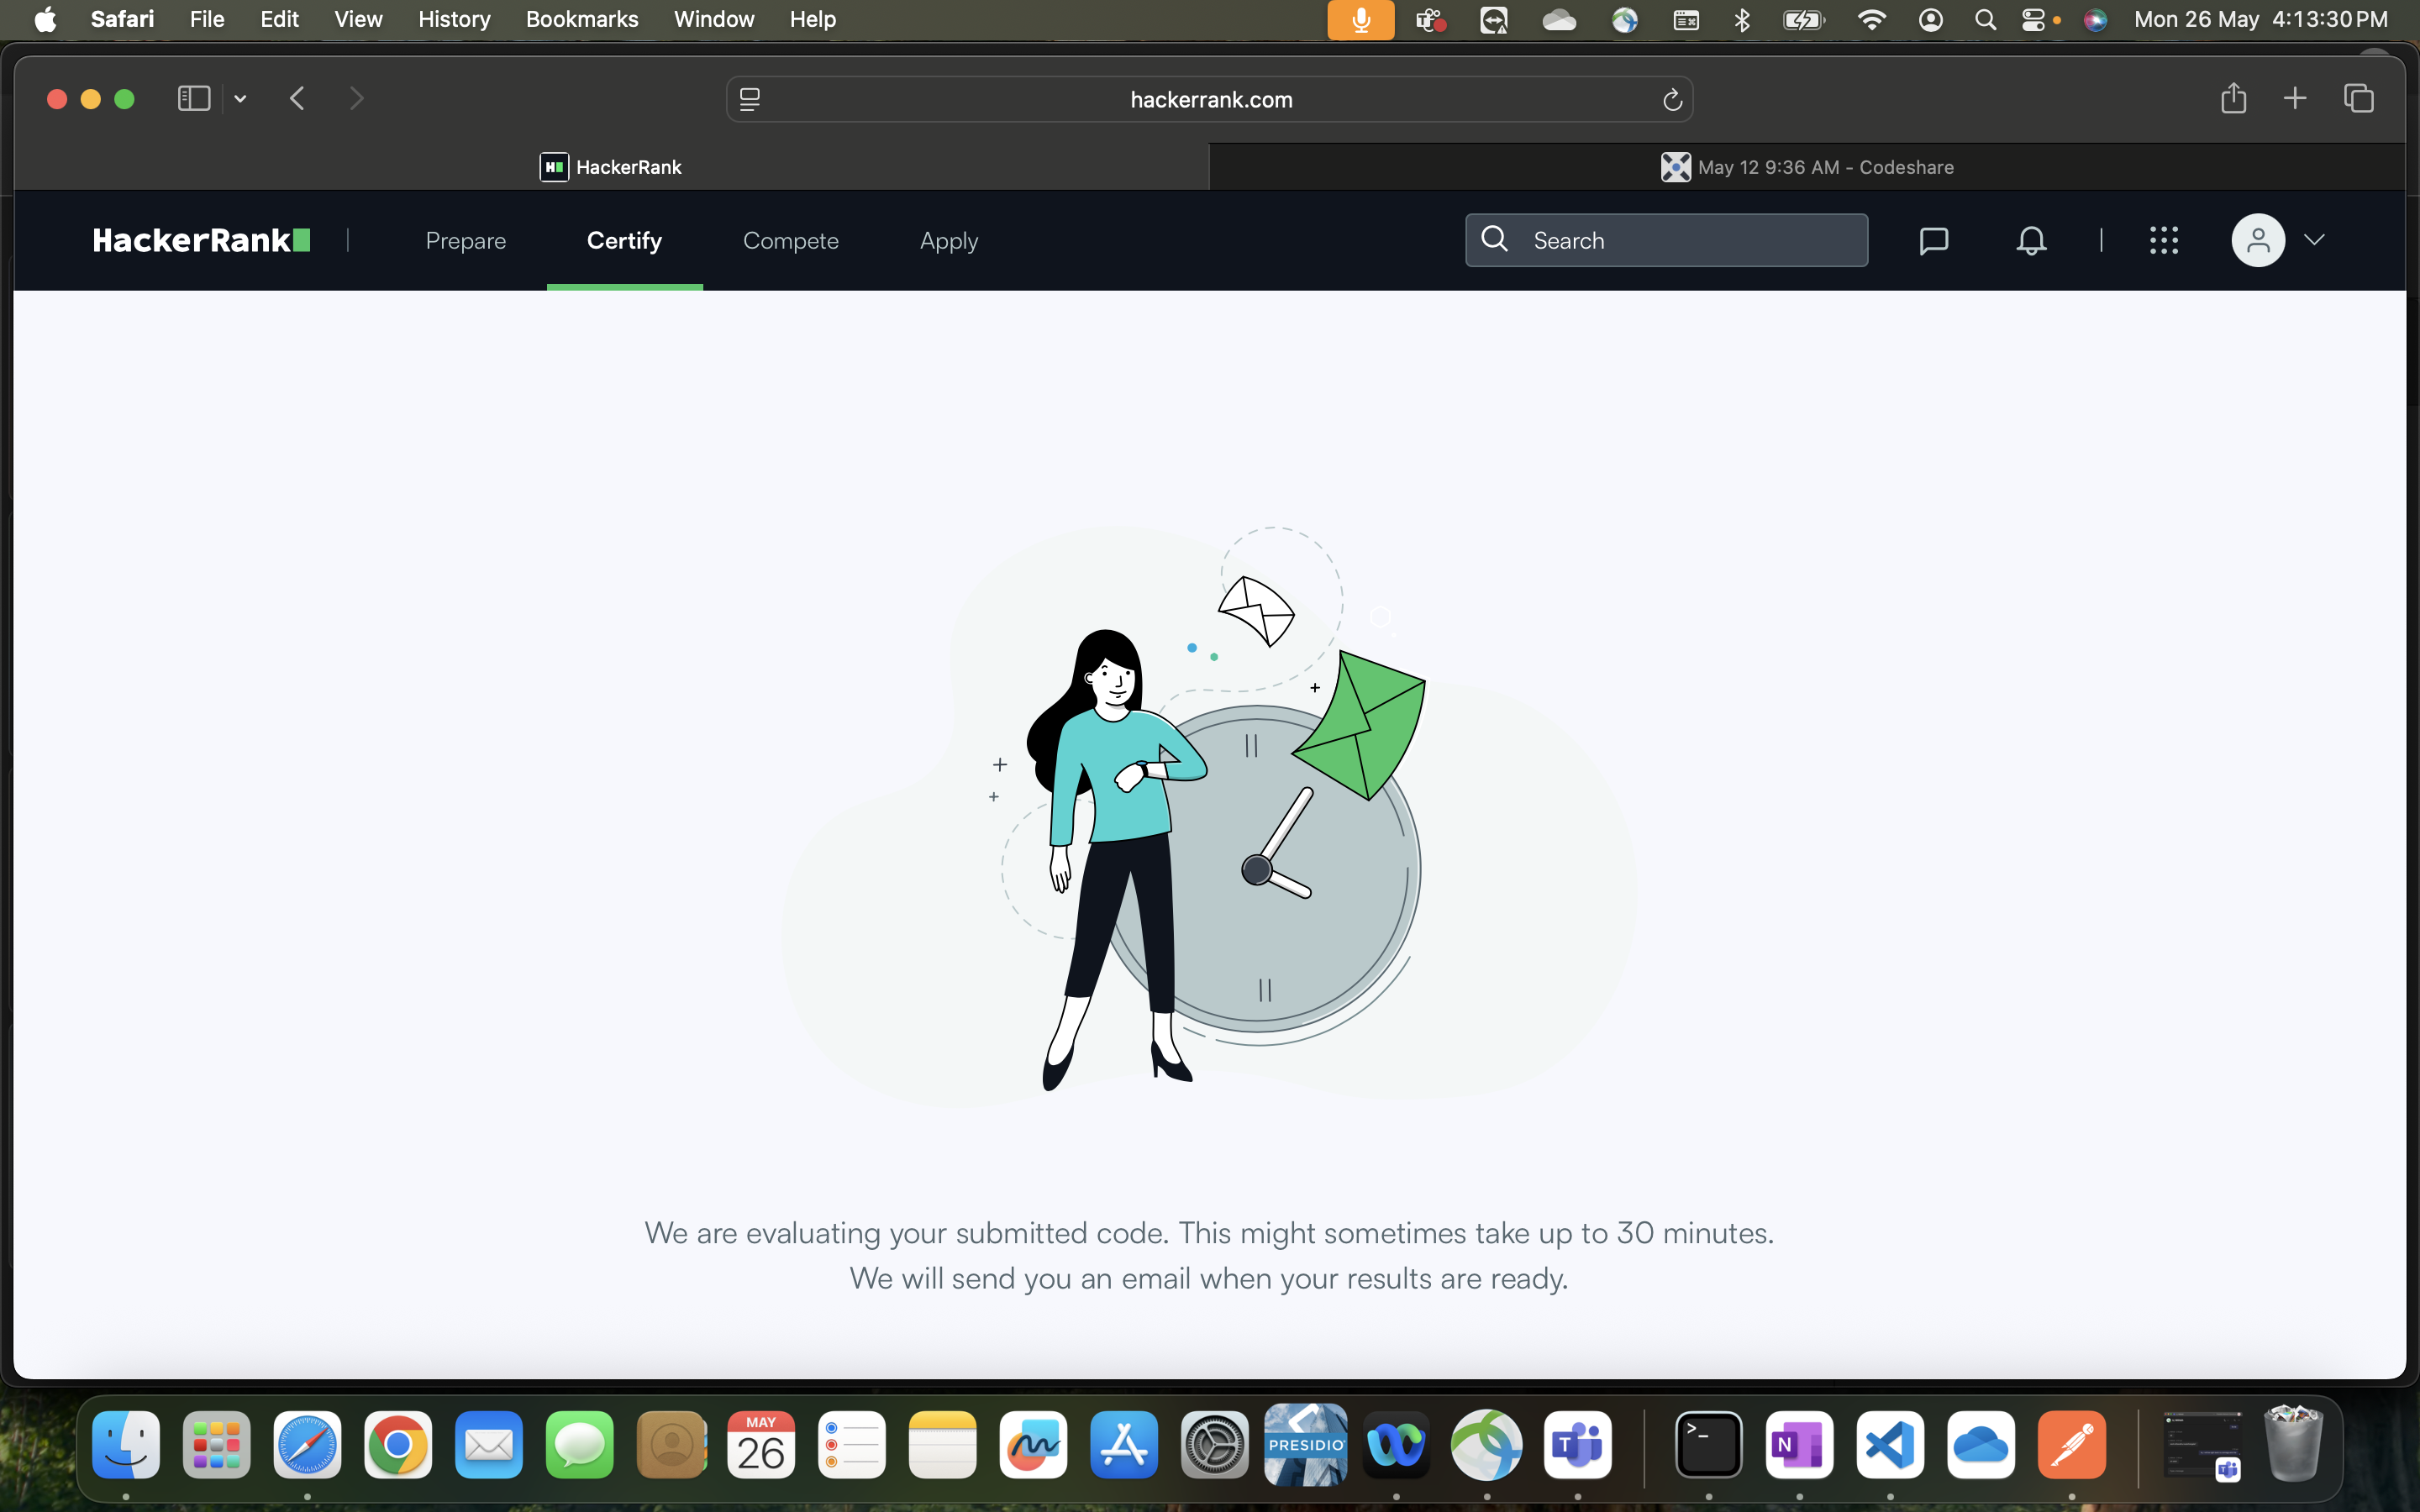 Safari File Edit View History Bookmarks Window Help Mon 26 May 4:13:30 PM
hackerrank.com
HackerRank May 12 9:36 AM - Codeshare
HackerRank Prepare Certify Compete Apply Search
We are evaluating your submitted code. This might sometimes take up to 30 minutes.
We will send you an email when your results are ready.
MAY
26
PRESIDIO